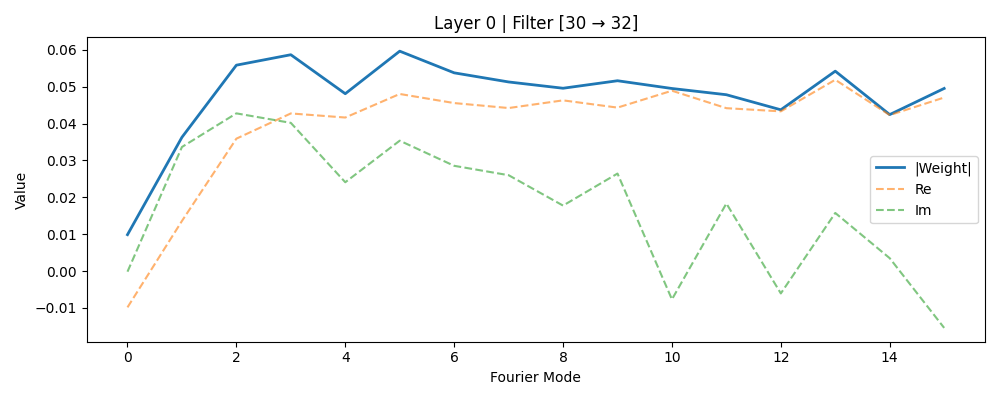 Layer 0 | Filter [30 → 32]
0.06
0.05
0.04
0.03
0.02
0.01
0.00
−0.01
Value
|Weight|
Re
Im
0 2 4 6 8 10 12 14
Fourier Mode